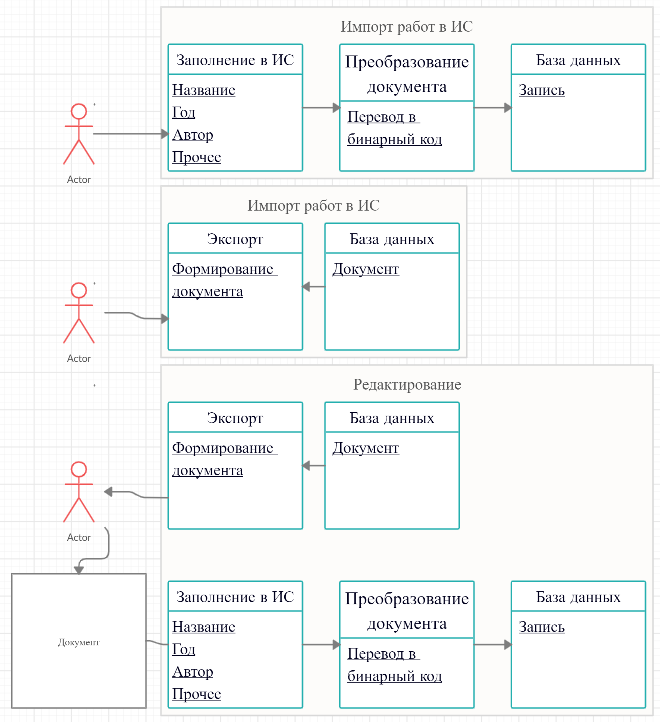 Импорт работ в ИС
Заполнение в ИС
Название
Год
Автор
Прочее
Преобразование
документа
Перевод в
бинарный код
База данных
Запись
Actor
Импорт работ в ИС
Экспорт
Формирование
документа
База данных
Документ
Actor
Редактирование
Экспорт
Формирование
документа
База данных
Документ
Actor
Документ
Заполнение в ИС
Название
Год
Автор
Прочее
Преобразование
документа
Перевод в
бинарный код
База данных
Запись